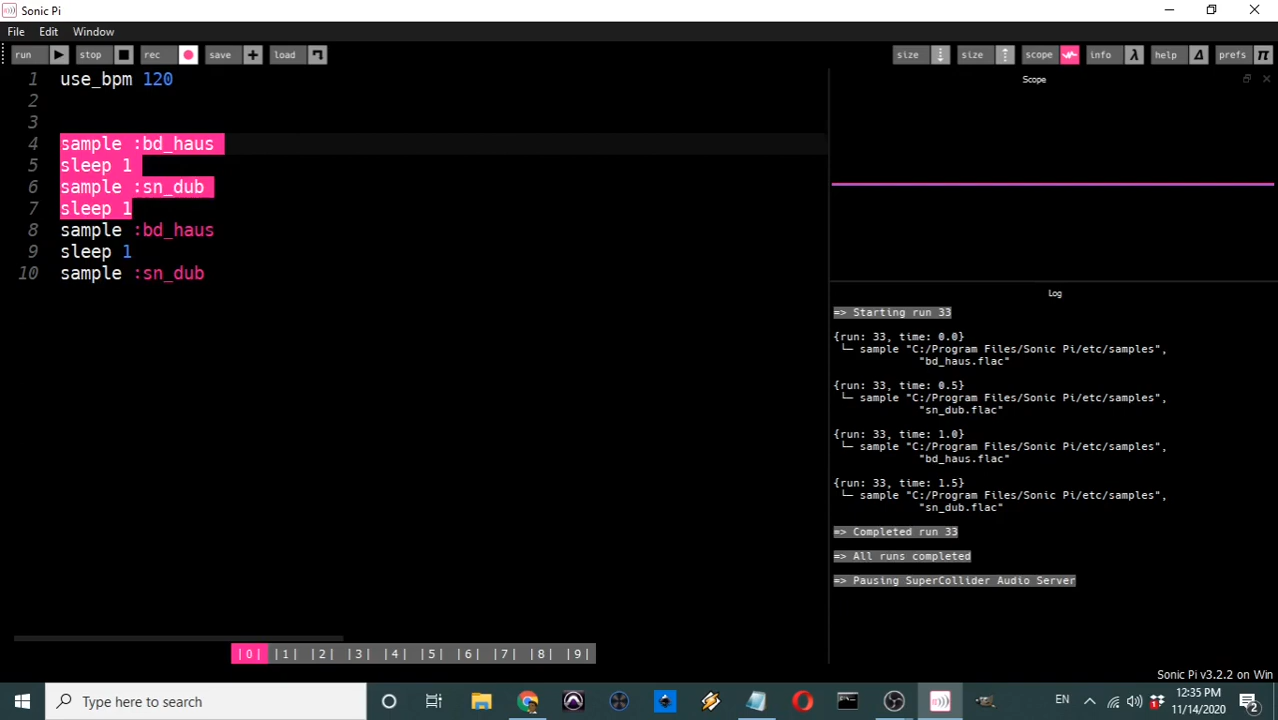 Sonic Pi
File Edit Window
run stop rec save load size size scope info λ help Δ prefs π
1 use_bpm 120
2
3
4 sample :bd_haus
5 sleep 1
6 sample :sn_dub
7 sleep 1
8 sample :bd_haus
9 sleep 1
10 sample :sn_dub
Scope
Log
=> Starting run 33
{run: 33, time: 0.0}
└─ sample "C:/Program Files/Sonic Pi/etc/samples",
"bd_haus.flac"
{run: 33, time: 0.5}
└─ sample "C:/Program Files/Sonic Pi/etc/samples",
"sn_dub.flac"
{run: 33, time: 1.0}
└─ sample "C:/Program Files/Sonic Pi/etc/samples",
"bd_haus.flac"
{run: 33, time: 1.5}
└─ sample "C:/Program Files/Sonic Pi/etc/samples",
"sn_dub.flac"
=> Completed run 33
=> All runs completed
=> Pausing SuperCollider Audio Server
|0| |1| |2| |3| |4| |5| |6| |7| |8| |9|
Sonic Pi v3.2.2 on Win
Type here to search
EN
12:35 PM
11/14/2020
2